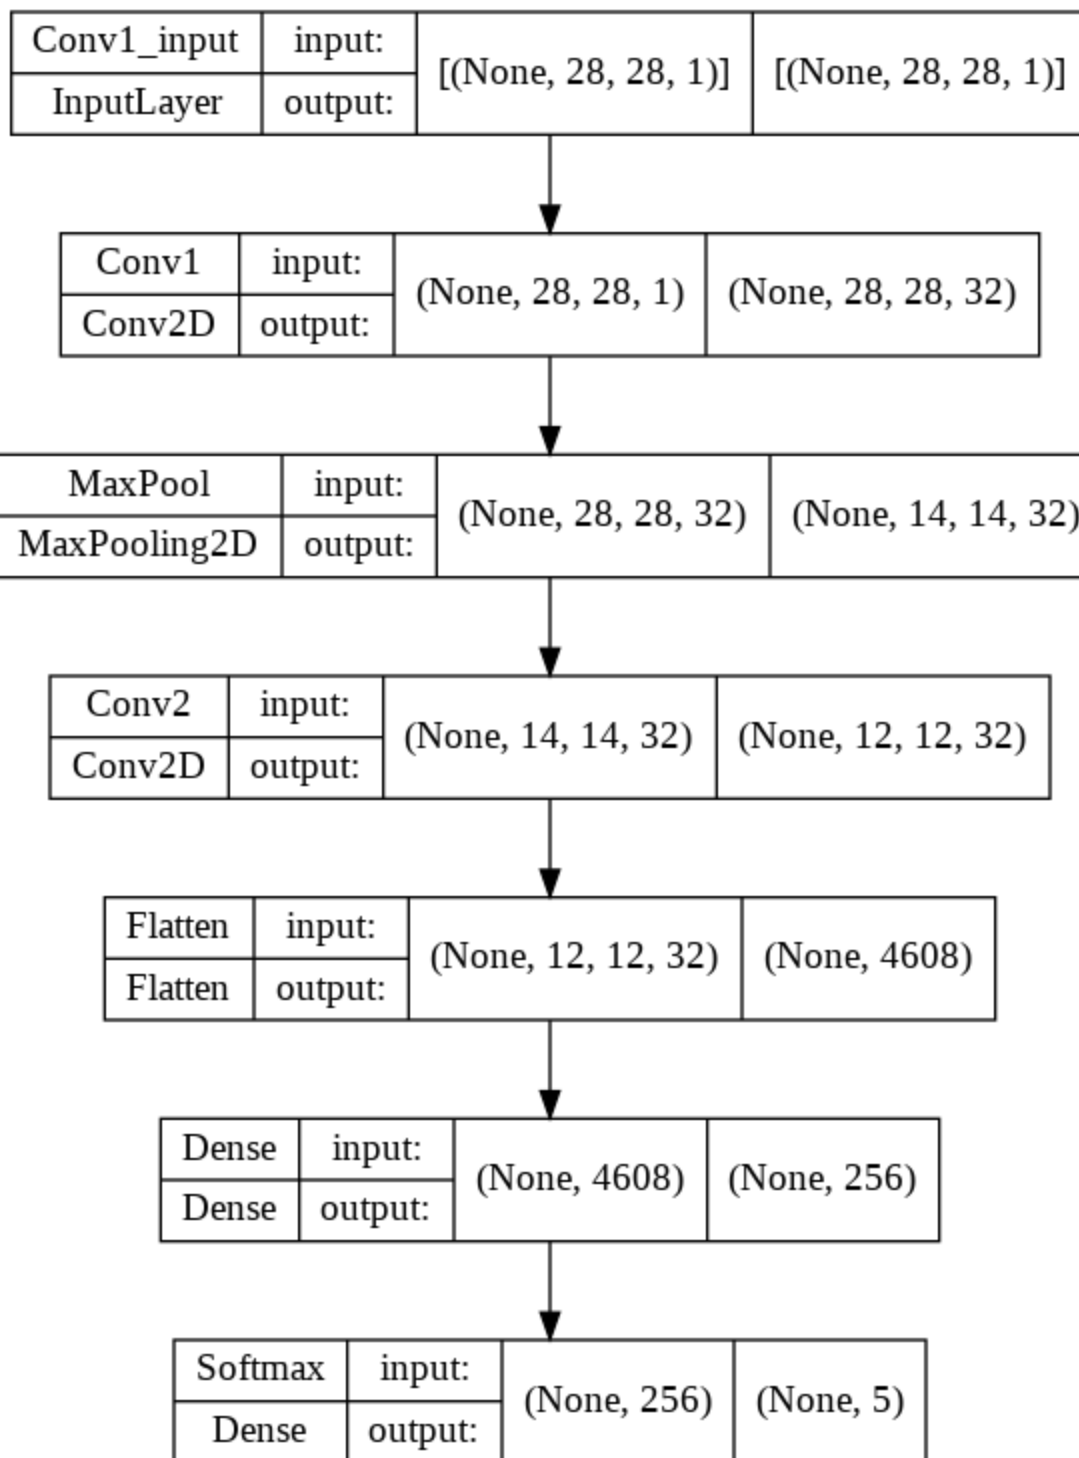 Conv1_input input: [(None, 28, 28, 1)] [(None, 28, 28, 1)]
InputLayer output:
Conv1 input: (None, 28, 28, 1) (None, 28, 28, 32)
Conv2D output:
MaxPool input: (None, 28, 28, 32) (None, 14, 14, 32)
MaxPooling2D output:
Conv2 input: (None, 14, 14, 32) (None, 12, 12, 32)
Conv2D output:
Flatten input: (None, 12, 12, 32) (None, 4608)
Flatten output:
Dense input: (None, 4608) (None, 256)
Dense output:
Softmax input: (None, 256) (None, 5)
Dense output: